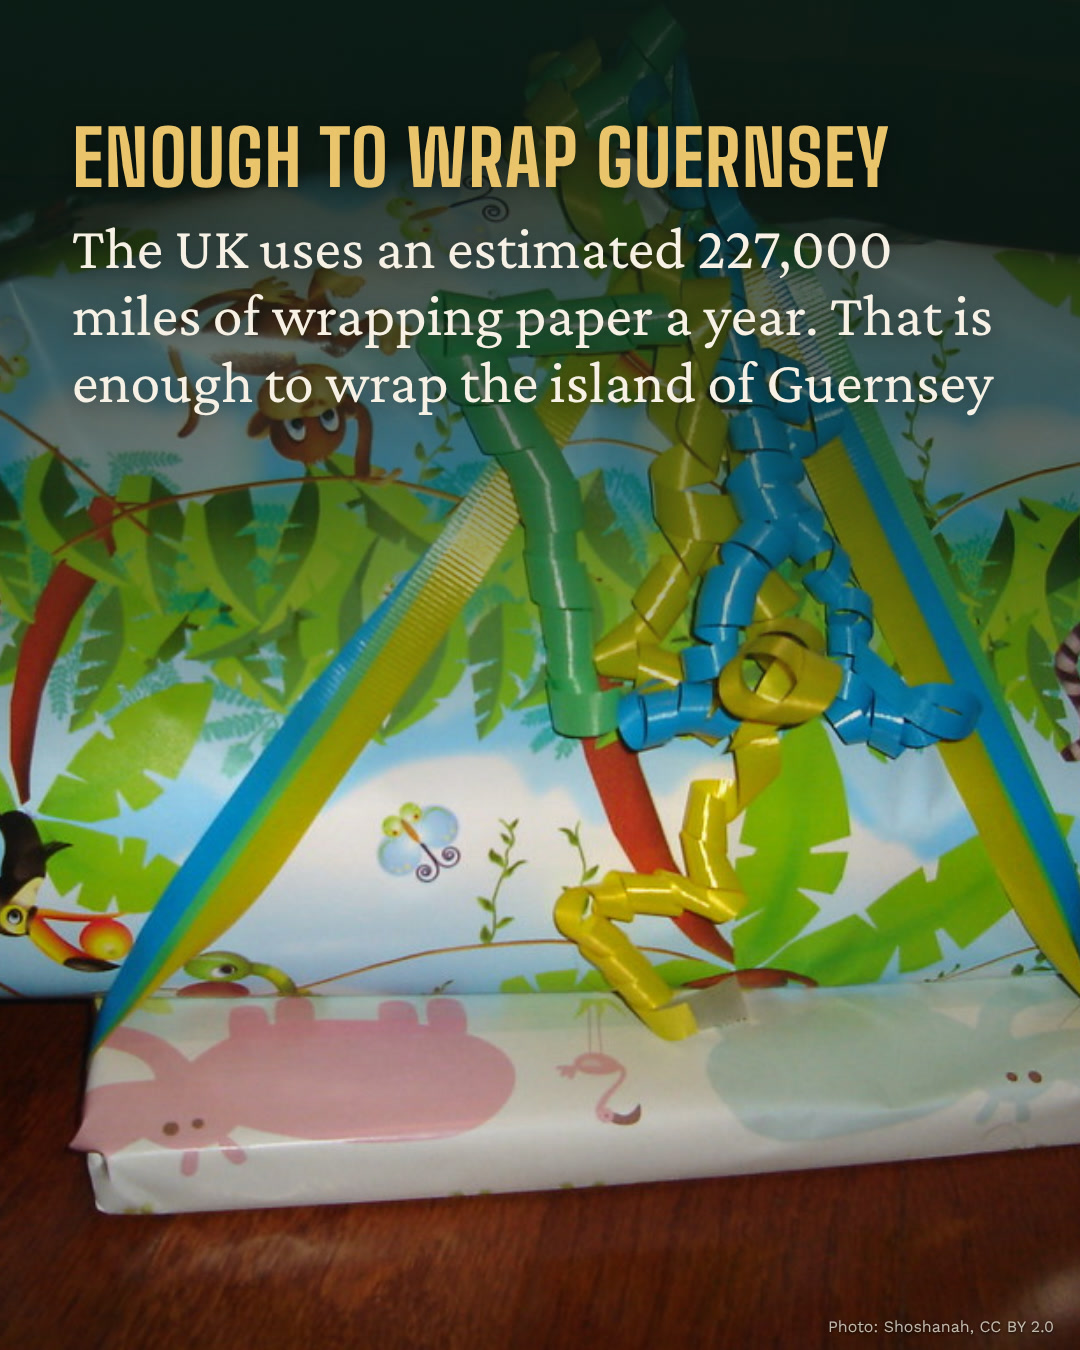 ENOUGH TO WRAP GUERNSEY
The UK uses an estimated 227,000
miles of wrapping paper a year. That is
enough to wrap the island of Guernsey
Photo: Shoshanah, CC BY 2.0